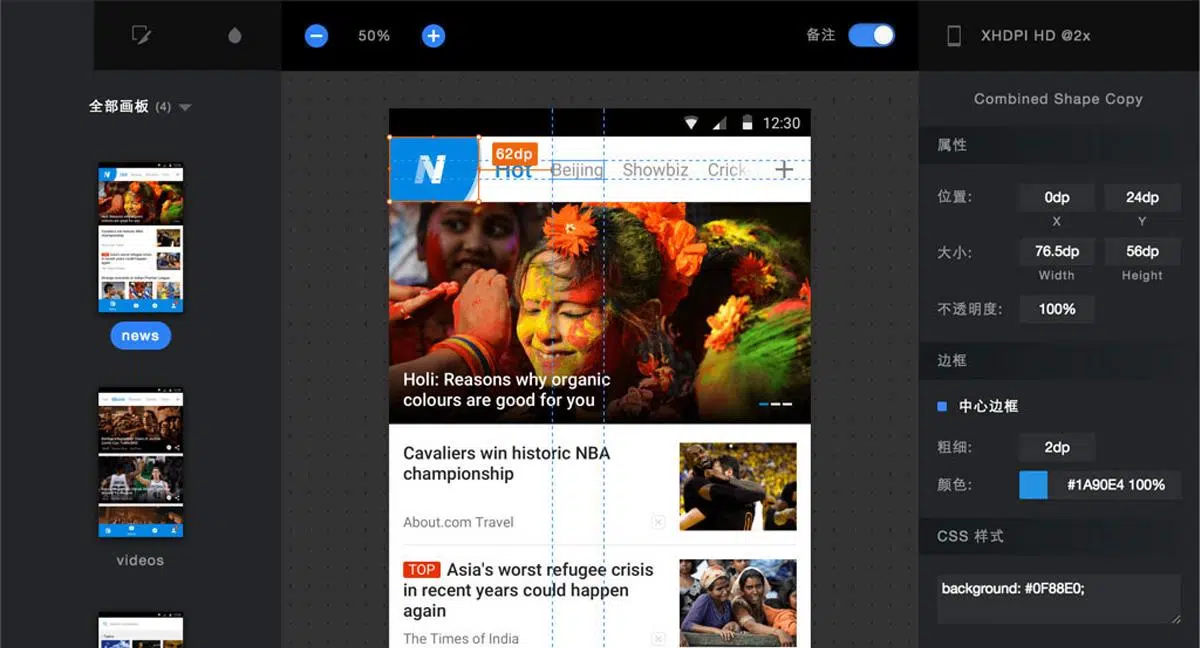 50%
备注
XHDPI HD @2x
全部画板 (4)
news
videos
12:30
N
62dp
Hot Beijing Showbiz Crick
Holi: Reasons why organic
colours are good for you
Cavaliers win historic NBA
championship
About.com Travel
TOP Asia's worst refugee crisis
in recent years could happen
again
The Times of India
Combined Shape Copy
属性
位置: 0dp 24dp
X Y
大小: 76.5dp 56dp
Width Height
不透明度: 100%
边框
中心边框
粗细: 2dp
颜色: #1A90E4 100%
CSS 样式
background: #0F88E0;